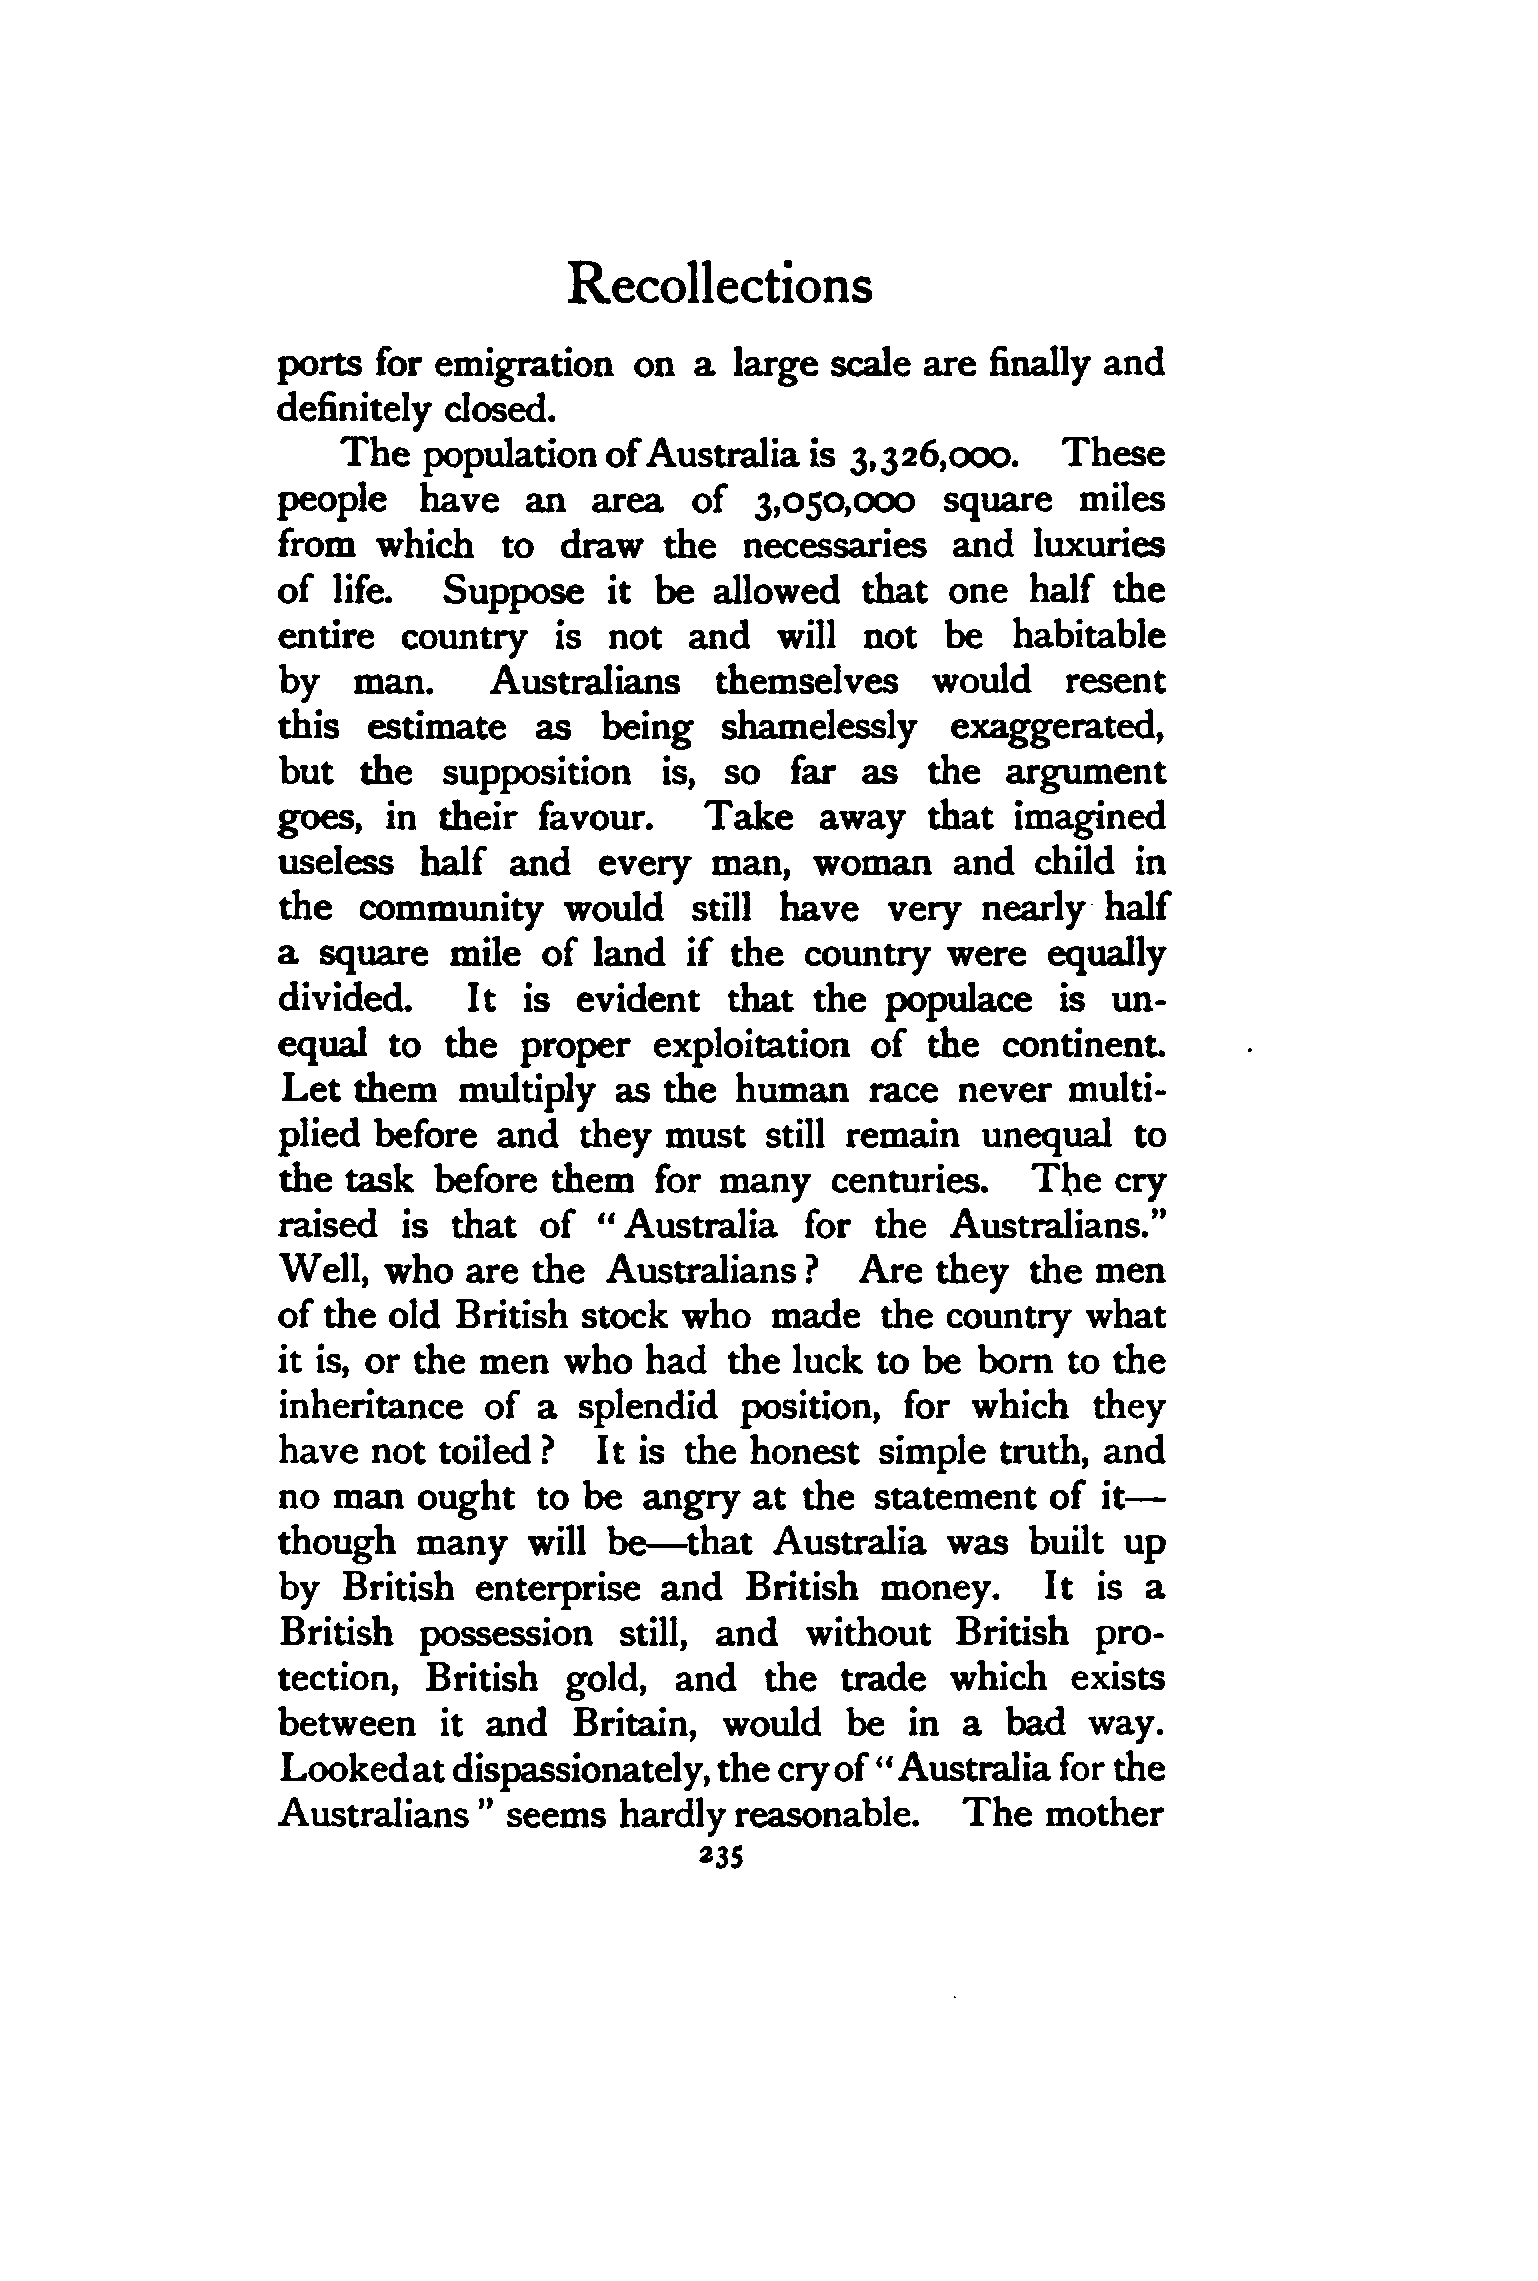 Recollections
ports for emigration on a large scale are finally and
definitely closed.
The population of Australia is 3,326,000. These
people have an area of 3,050,000 square miles
from which to draw the necessaries and luxuries
of life. Suppose it be allowed that one half the
entire country is not and will not be habitable
by man. Australians themselves would resent
this estimate as being shamelessly exaggerated,
but the supposition is, so far as the argument
goes, in their favour. Take away that imagined
useless half and every man, woman and child in
the community would still have very nearly half
a square mile of land if the country were equally
divided. It is evident that the populace is un-
equal to the proper exploitation of the continent.
Let them multiply as the human race never multi-
plied before and they must still remain unequal to
the task before them for many centuries. The cry
raised is that of "Australia for the Australians."
Well, who are the Australians? Are they the men
of the old British stock who made the country what
it is, or the men who had the luck to be born to the
inheritance of a splendid position, for which they
have not toiled? It is the honest simple truth, and
no man ought to be angry at the statement of it—
though many will be—that Australia was built up
by British enterprise and British money. It is a
British possession still, and without British pro-
tection, British gold, and the trade which exists
between it and Britain, would be in a bad way.
Looked at dispassionately, the cry of "Australia for the
Australians" seems hardly reasonable. The mother
235